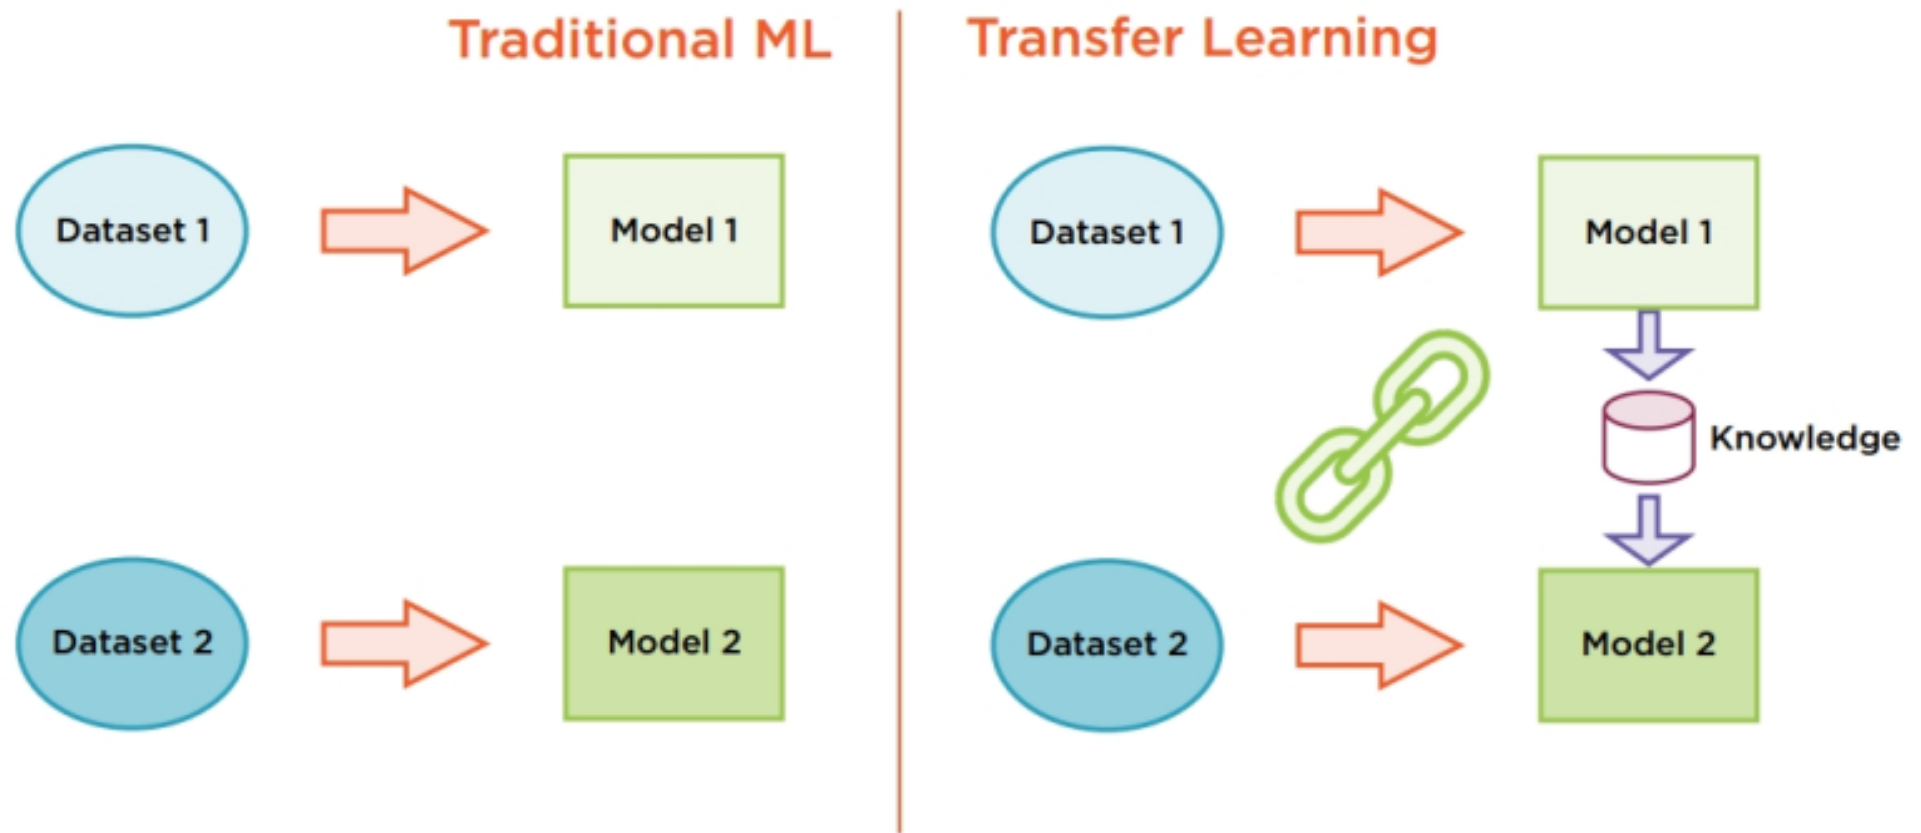 Traditional ML
Dataset 1
Model 1
Dataset 2
Model 2
Transfer Learning
Dataset 1
Model 1
Knowledge
Dataset 2
Model 2